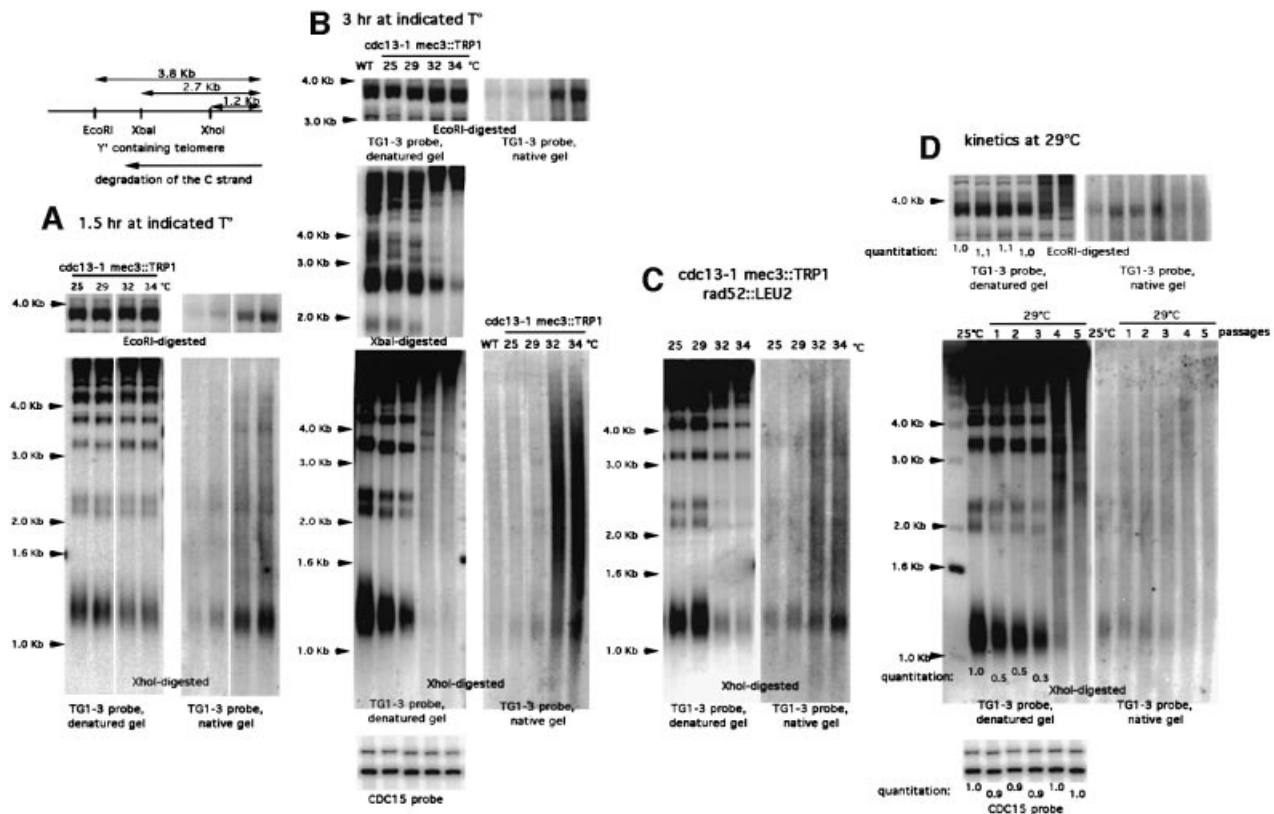 3.8 Kb
2.7 Kb
1.2 Kb
EcoRI XbaI XhoI
Y' containing telomere
degradation of the C strand
A 1.5 hr at indicated T°
cdc13-1 mec3::TRP1
25 29 32 34 °C
4.0 Kb
EcoRI-digested
4.0 Kb
3.0 Kb
2.0 Kb
1.6 Kb
1.0 Kb
XhoI-digested
TG1-3 probe,
denatured gel
TG1-3 probe,
native gel
B 3 hr at indicated T°
cdc13-1 mec3::TRP1
WT 25 29 32 34 °C
4.0 Kb
3.0 Kb
EcoRI-digested
TG1-3 probe,
denatured gel
TG1-3 probe,
native gel
4.0 Kb
3.0 Kb
2.0 Kb
XbaI-digested
cdc13-1 mec3::TRP1
WT 25 29 32 34 °C
4.0 Kb
3.0 Kb
2.0 Kb
1.6 Kb
1.0 Kb
XhoI-digested
TG1-3 probe,
denatured gel
TG1-3 probe,
native gel
CDC15 probe
C cdc13-1 mec3::TRP1
rad52::LEU2
25 29 32 34 25 29 32 34 °C
4.0 Kb
3.0 Kb
2.0 Kb
1.6 Kb
1.0 Kb
XhoI-digested
TG1-3 probe,
denatured gel
TG1-3 probe,
native gel
D kinetics at 29°C
4.0 Kb
quantitation: 1.0 1.1 1.1 1.0 EcoRI-digested
TG1-3 probe,
denatured gel
TG1-3 probe,
native gel
29°C 29°C
25°C 1 2 3 4 5 25°C 1 2 3 4 5 passages
4.0 Kb
3.0 Kb
2.0 Kb
1.6 Kb
1.0 Kb
quantitation: 1.0 0.5 0.5 0.3 XhoI-digested
TG1-3 probe,
denatured gel
TG1-3 probe,
native gel
quantitation: 1.0 0.9 0.9 0.9 1.0 1.0
CDC15 probe